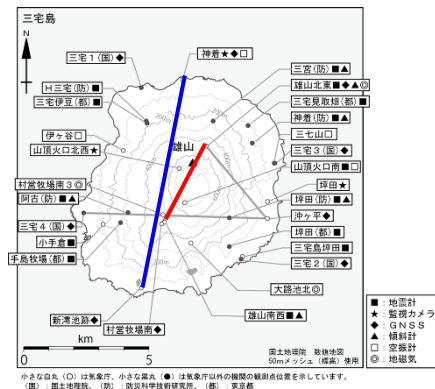 三宅島
N
三宅1(国)◆
神着★◆□
H三宅(防)■
三宅伊豆(都)■
三宮(防)■▲
雄山北東■◆▲◎
三宅見取畑(都)■
神着(防)■▲
伊ヶ谷□
山頂火口北西★
雄山
三七山□
三宅3(国)◆
山頂火口南■□
村営牧場南3◎
阿古(防)■▲
三宅4(国)◆
小手倉■
手島牧場(都)■
坪田★
坪田(防)■▲
沖ヶ平◆
坪田(都)■
三宅島坪田■
三宅2(国)◆
大路池北◎
新澪池跡◆
村営牧場南◆
雄山南西■▲
200m
400m
600m
km
0
5
国土地理院 数値地図
50mメッシュ(標高)使用
■:地震計
★:監視カメラ
◆:GNSS
▲:傾斜計
□:空振計
◎:地磁気
小さな白丸(○)は気象庁、小さな黒丸(●)は気象庁以外の機関の観測点位置を示しています。
(国):国土地理院、(防):防災科学技術研究所、(都):東京都